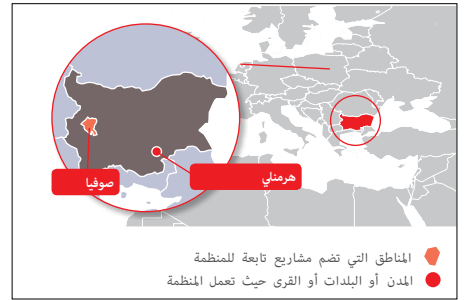 هرمنلي
صوفيا
المناطق التي تضم مشاريع تابعة للمنظمة
المدن أو البلدات أو القرى حيث تعمل المنظمة